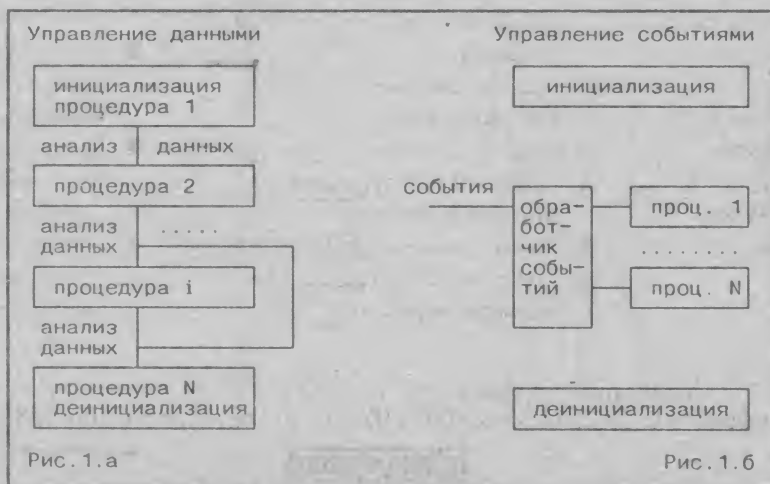 Управление данными
инициализация
процедура 1
анализ данных
процедура 2
анализ .....
данных
процедура i
анализ
данных
процедура N
деинициализация
Рис.1.а
Управление событиями
инициализация
события
обра-
бот-
чик
собы-
тий
проц. 1
........
проц. N
деинициализация
Рис.1.б